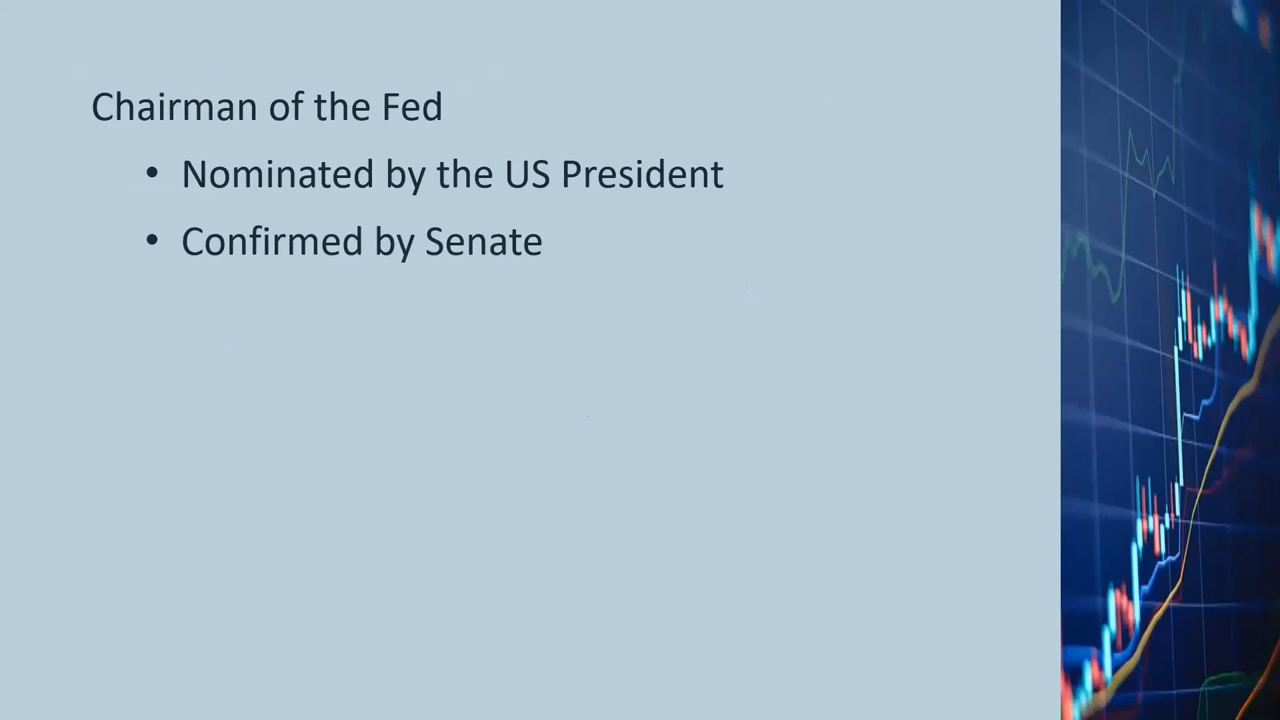 Chairman of the Fed
• Nominated by the US President
• Confirmed by Senate